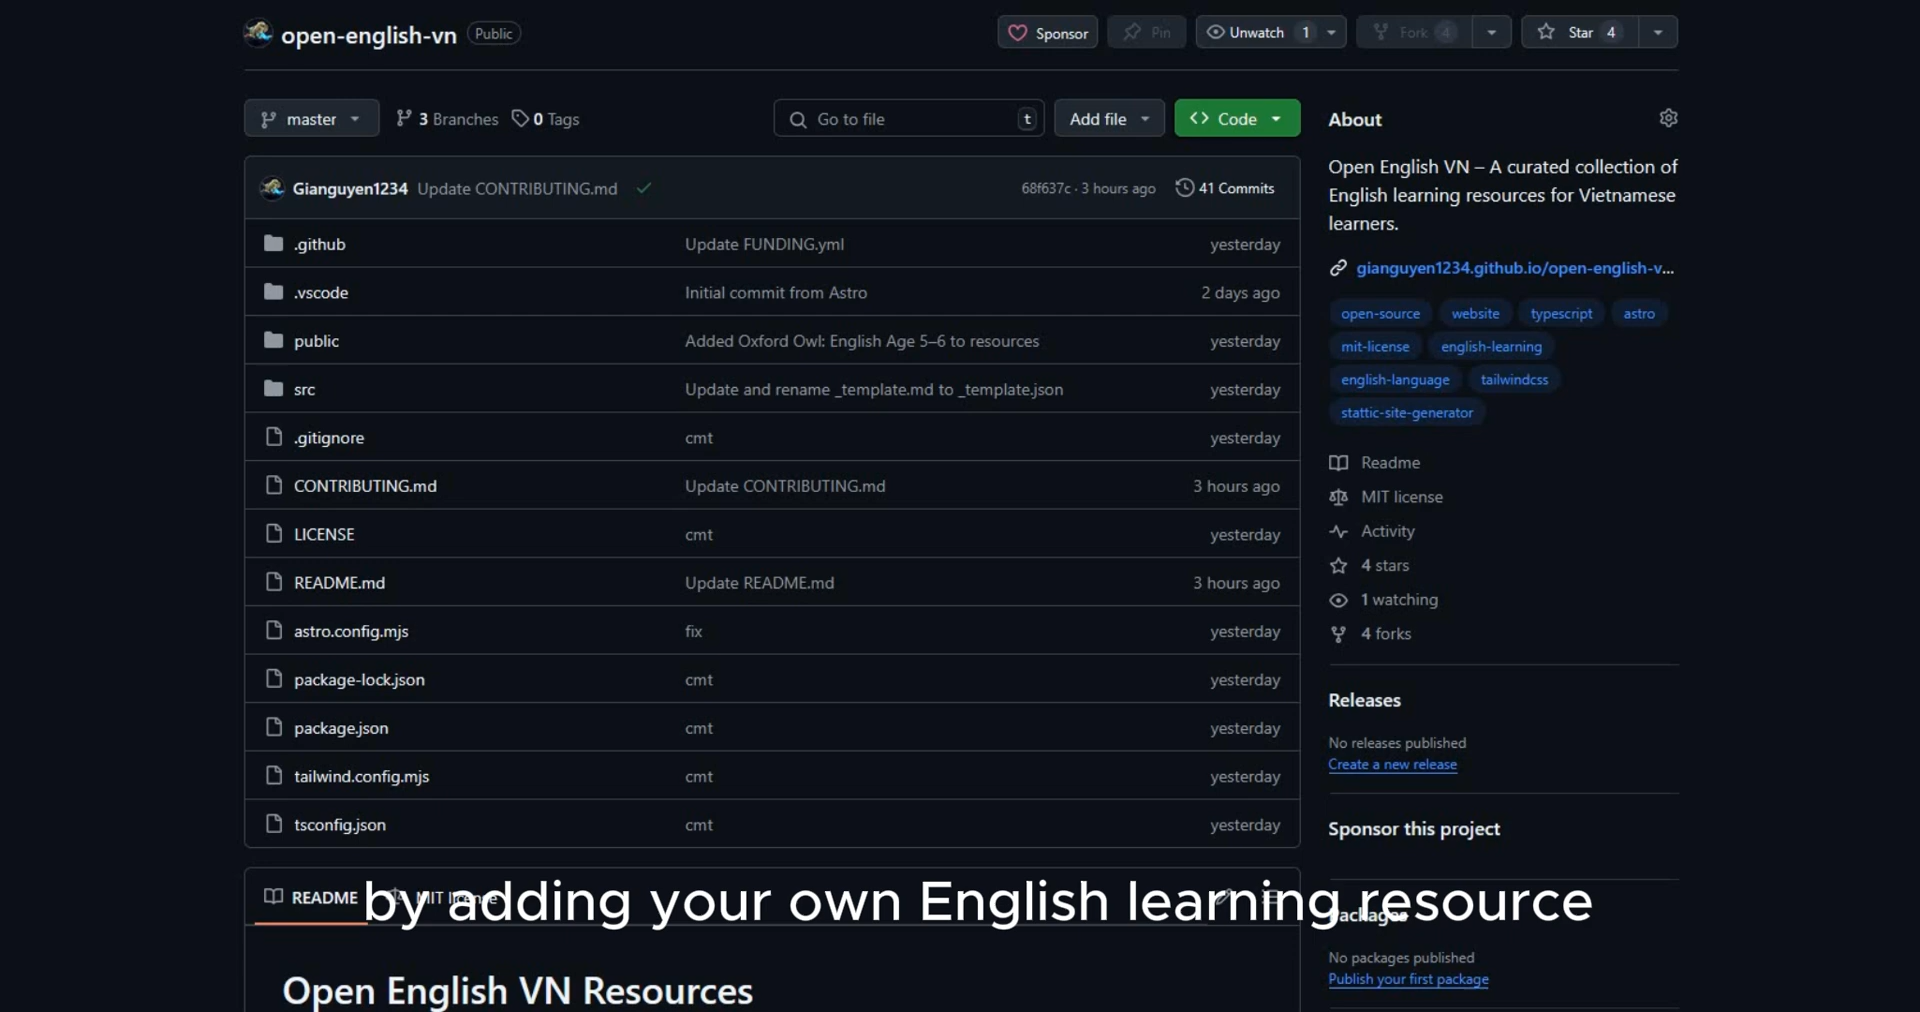 open-english-vn Public
Sponsor Pin Unwatch 1 Fork 4 Star 4
master 3 Branches 0 Tags Go to file t Add file Code
Gianguyen1234 Update CONTRIBUTING.md 68f637c · 3 hours ago 41 Commits
.github Update FUNDING.yml yesterday
.vscode Initial commit from Astro 2 days ago
public Added Oxford Owl: English Age 5–6 to resources yesterday
src Update and rename _template.md to _template.json yesterday
.gitignore cmt yesterday
CONTRIBUTING.md Update CONTRIBUTING.md 3 hours ago
LICENSE cmt yesterday
README.md Update README.md 3 hours ago
astro.config.mjs fix yesterday
package-lock.json cmt yesterday
package.json cmt yesterday
tailwind.config.mjs cmt yesterday
tsconfig.json cmt yesterday
README MIT license
Open English VN Resources
About
Open English VN – A curated collection of
English learning resources for Vietnamese
learners.
gianguyen1234.github.io/open-english-v...
open-source website typescript astro
mit-license english-learning
english-language tailwindcss
stattic-site-generator
Readme
MIT license
Activity
4 stars
1 watching
4 forks
Releases
No releases published
Create a new release
Sponsor this project
Packages
No packages published
Publish your first package
by adding your own English learning resource